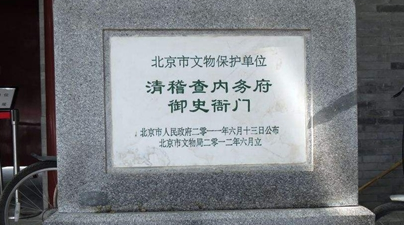 北京市文物保护单位
清稽查内务府
御史衙门
北京市人民政府二零一一年六月十三日公布
北京市文物局二零一二年六月立